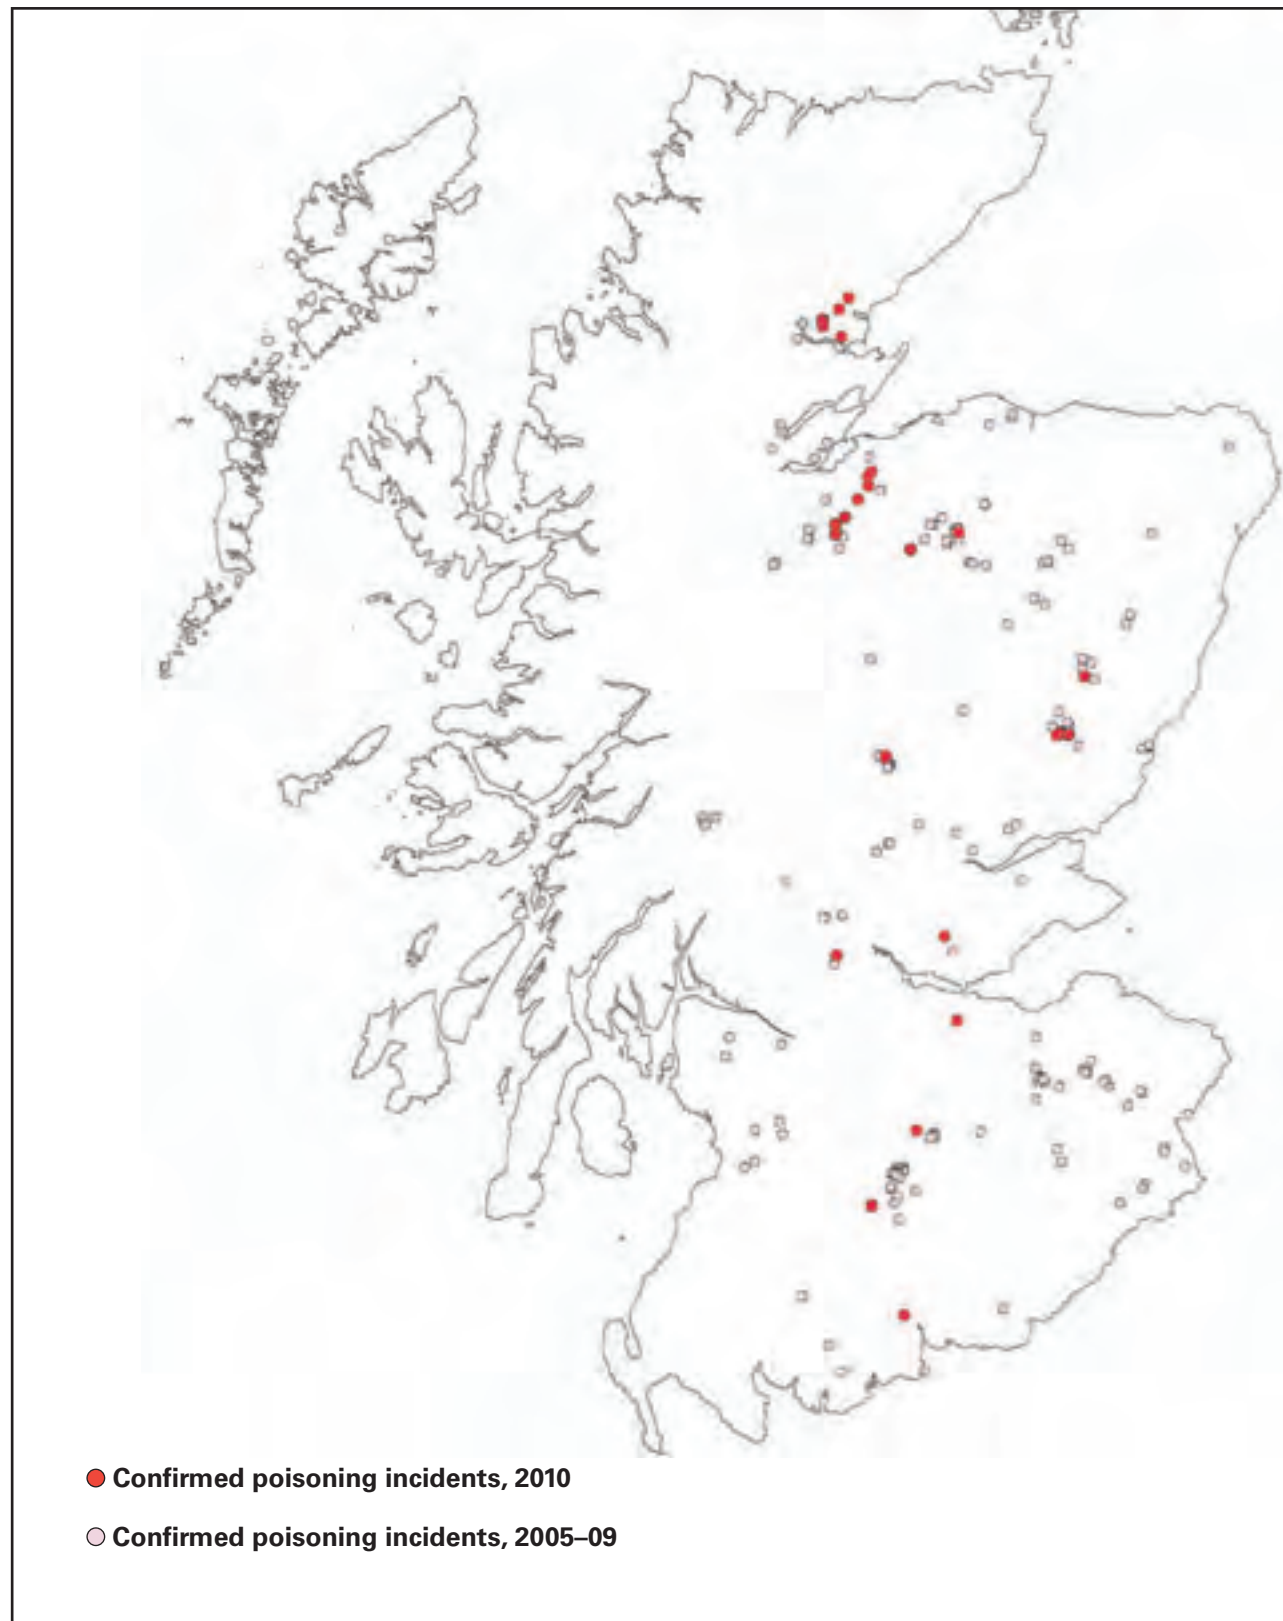 Confirmed poisoning incidents, 2010
Confirmed poisoning incidents, 2005–09